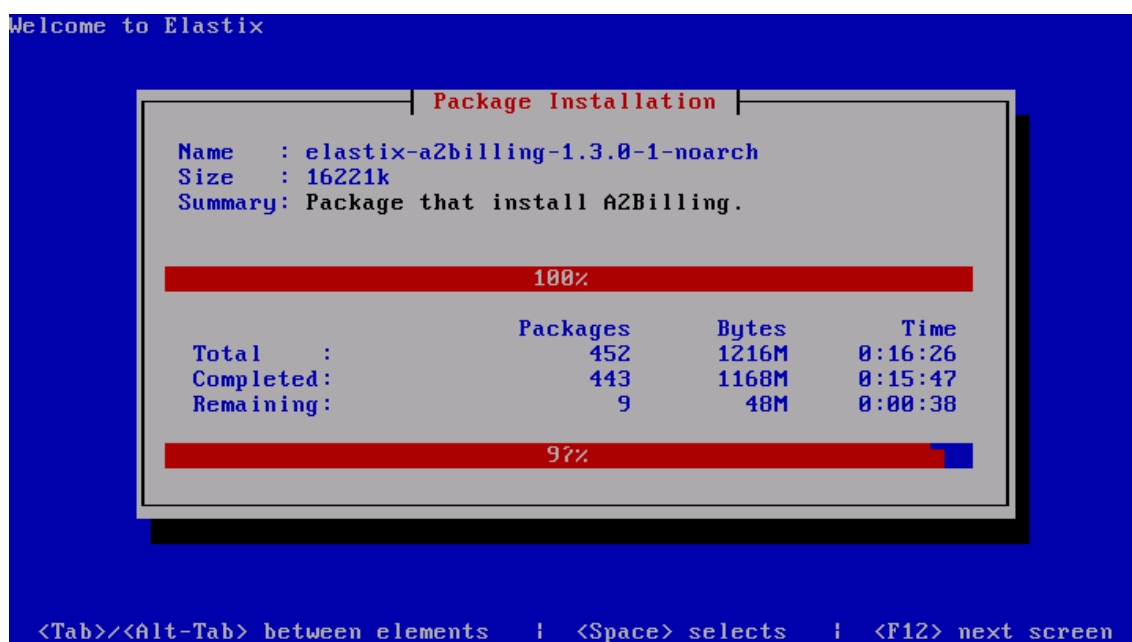 Welcome to Elastix
Package Installation
Name : elastix-a2billing-1.3.0-1-noarch
Size : 16221k
Summary: Package that install A2Billing.
100%
Packages Bytes Time
Total : 452 1216M 0:16:26
Completed: 443 1168M 0:15:47
Remaining: 9 48M 0:00:38
<Tab>/<Alt-Tab> between elements | <Space> selects | <F12> next screen